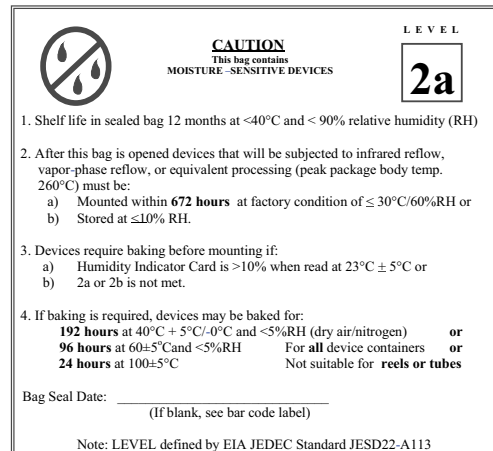 LEVEL
CAUTION
This bag contains
MOISTURE –SENSITIVE DEVICES
2a
1. Shelf life in sealed bag 12 months at <40°C and < 90% relative humidity (RH)
2. After this bag is opened devices that will be subjected to infrared reflow,
vapor-phase reflow, or equivalent processing (peak package body temp.
260°C) must be:
a) Mounted within 672 hours at factory condition of ≤ 30°C/60%RH or
b) Stored at ≤10% RH.
3. Devices require baking before mounting if:
a) Humidity Indicator Card is >10% when read at 23°C ± 5°C or
b) 2a or 2b is not met.
4. If baking is required, devices may be baked for:
192 hours at 40°C + 5°C/-0°C and <5%RH (dry air/nitrogen) or
96 hours at 60±5°Cand <5%RH For all device containers or
24 hours at 100±5°C Not suitable for reels or tubes
Bag Seal Date: ______________________________
(If blank, see bar code label)
Note: LEVEL defined by EIA JEDEC Standard JESD22-A113